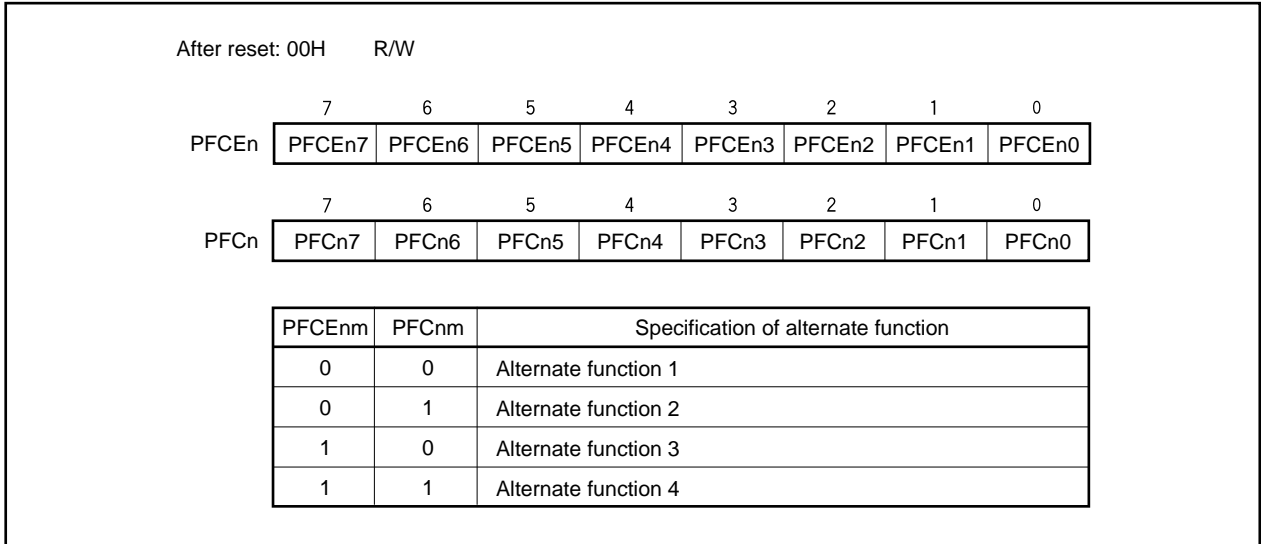 After reset: 00H R/W
7 6 5 4 3 2 1 0
PFCEn PFCEn7 PFCEn6 PFCEn5 PFCEn4 PFCEn3 PFCEn2 PFCEn1 PFCEn0
7 6 5 4 3 2 1 0
PFCn PFCn7 PFCn6 PFCn5 PFCn4 PFCn3 PFCn2 PFCn1 PFCn0
PFCEnm PFCnm Specification of alternate function
0 0 Alternate function 1
0 1 Alternate function 2
1 0 Alternate function 3
1 1 Alternate function 4